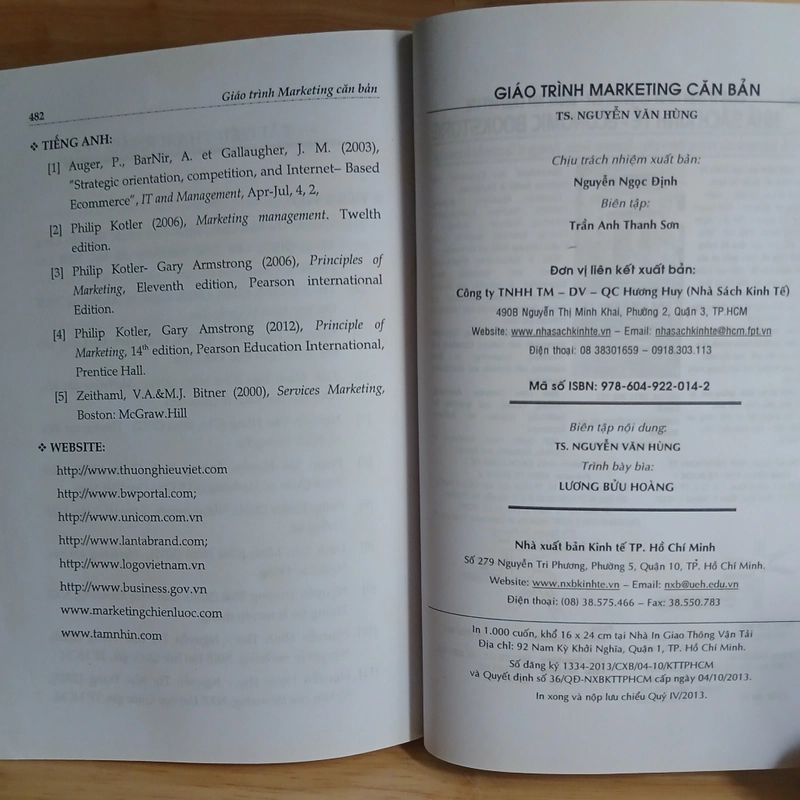 482
Giáo trình Marketing căn bản
❖ TIẾNG ANH:
[1] Auger, P., BarNir, A. et Gallaugher, J. M. (2003),
"Strategic orientation, competition, and Internet– Based
Ecommerce", IT and Management, Apr-Jul, 4, 2,
[2] Philip Kotler (2006), Marketing management. Twelth
edition.
[3] Philip Kotler- Gary Armstrong (2006), Principles of
Marketing, Eleventh edition, Pearson international
Edition.
[4] Philip Kotler, Gary Amstrong (2012), Principle of
Marketing, 14th edition, Pearson Education International,
Prentice Hall.
[5] Zeithaml, V.A.&M.J. Bitner (2000), Services Marketing,
Boston: McGraw.Hill
❖ WEBSITE:
http://www.thuonghieuviet.com
http://www.bwportal.com;
http://www.unicom.com.vn
http://www.lantabrand.com;
http://www.logovietnam.vn
http://www.business.gov.vn
www.marketingchienluoc.com
www.tamnhin.com
GIÁO TRÌNH MARKETING CĂN BẢN
TS. NGUYỄN VĂN HÙNG
Chịu trách nhiệm xuất bản:
Nguyễn Ngọc Định
Biên tập:
Trần Anh Thanh Sơn
Đơn vị liên kết xuất bản:
Công ty TNHH TM – DV – QC Hương Huy (Nhà Sách Kinh Tế)
490B Nguyễn Thị Minh Khai, Phường 2, Quận 3, TP.HCM
Website: www.nhasachkinhte.vn – Email: nhasachkinhte@hcm.fpt.vn
Điện thoại: 08 38301659 – 0918.303.113
Mã số ISBN: 978-604-922-014-2
Biên tập nội dung:
TS. NGUYỄN VĂN HÙNG
Trình bày bìa:
LƯƠNG BỬU HOÀNG
Nhà xuất bản Kinh tế TP. Hồ Chí Minh
Số 279 Nguyễn Tri Phương, Phường 5, Quận 10, TP. Hồ Chí Minh.
Website: www.nxbkinhte.vn – Email: nxb@ueh.edu.vn
Điện thoại: (08) 38.575.466 – Fax: 38.550.783
In 1.000 cuốn, khổ 16 x 24 cm tại Nhà In Giao Thông Vận Tải
Địa chỉ: 92 Nam Kỳ Khởi Nghĩa, Quận 1, TP. Hồ Chí Minh.
Số đăng ký 1334-2013/CXB/04-10/KTTPHCM
và Quyết định số 36/QĐ-NXBKTTPHCM cấp ngày 04/10/2013.
In xong và nộp lưu chiểu Quý IV/2013.